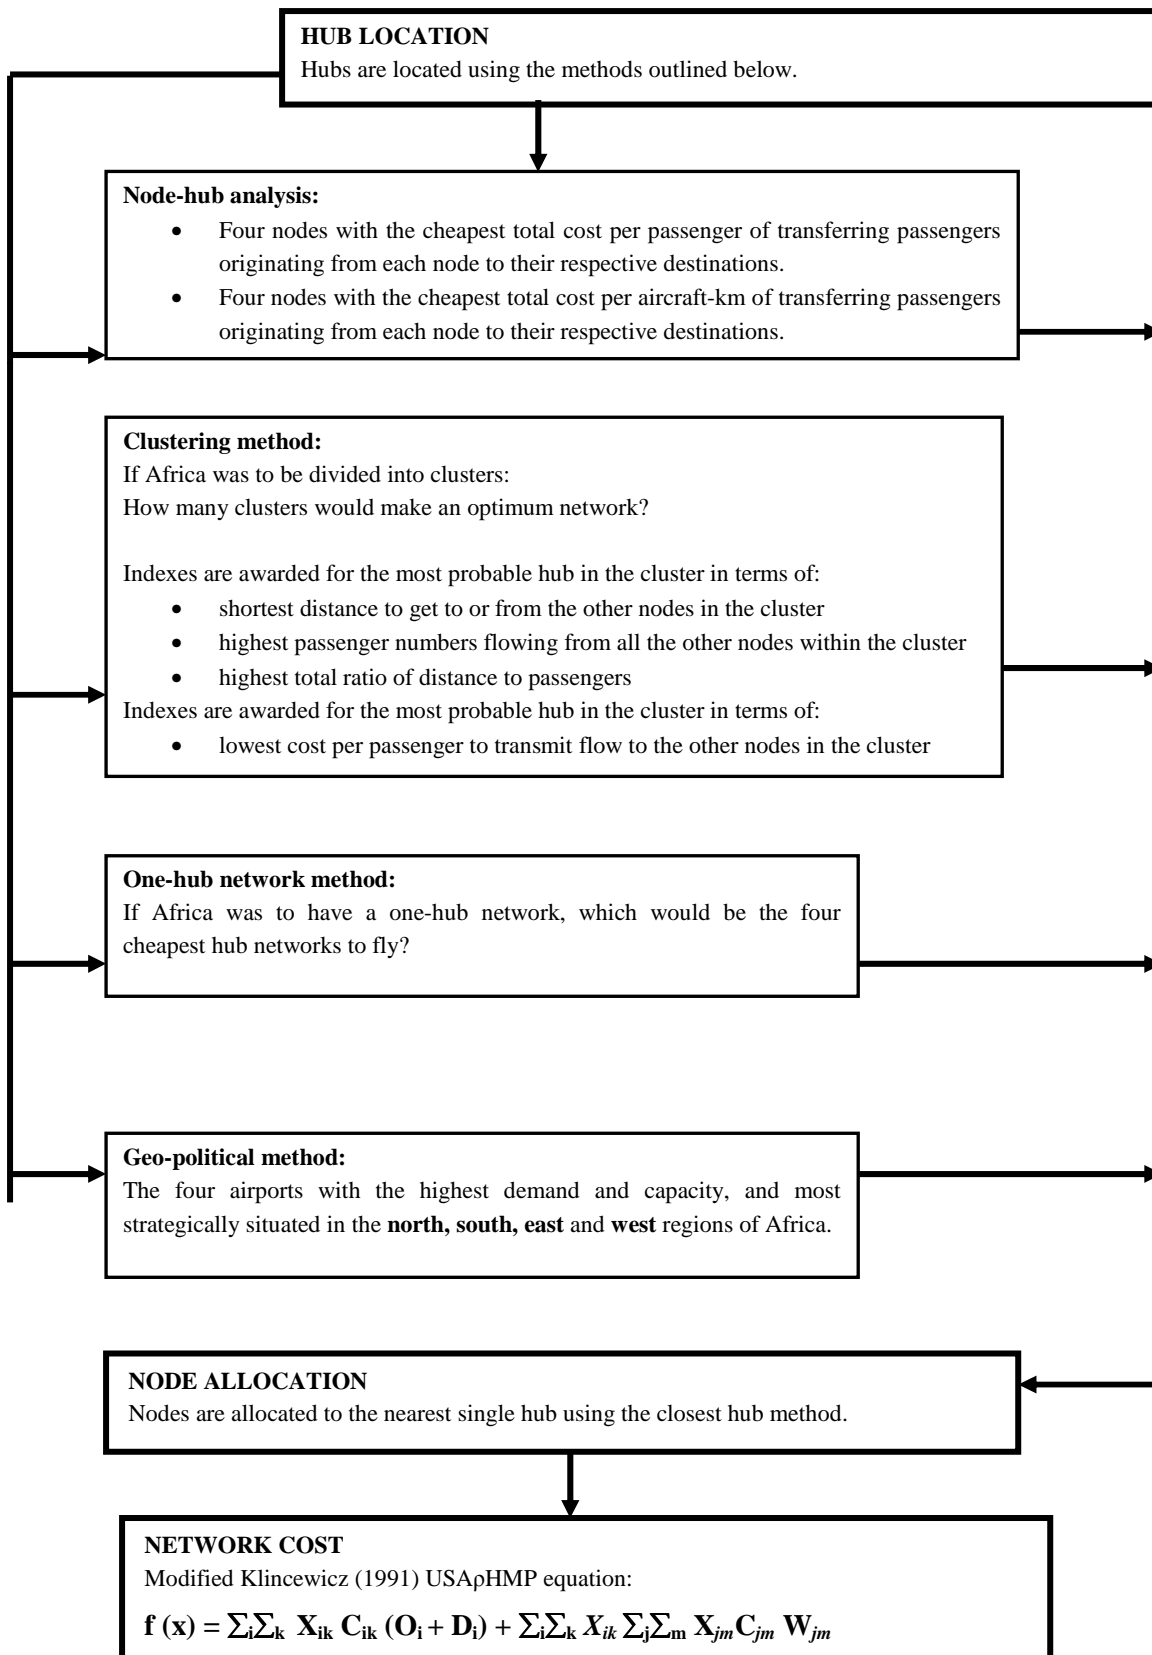 HUB LOCATION
Hubs are located using the methods outlined below.
Node-hub analysis:
• Four nodes with the cheapest total cost per passenger of transferring passengers
originating from each node to their respective destinations.
• Four nodes with the cheapest total cost per aircraft-km of transferring passengers
originating from each node to their respective destinations.
Clustering method:
If Africa was to be divided into clusters:
How many clusters would make an optimum network?
Indexes are awarded for the most probable hub in the cluster in terms of:
• shortest distance to get to or from the other nodes in the cluster
• highest passenger numbers flowing from all the other nodes within the cluster
• highest total ratio of distance to passengers
Indexes are awarded for the most probable hub in the cluster in terms of:
• lowest cost per passenger to transmit flow to the other nodes in the cluster
One-hub network method:
If Africa was to have a one-hub network, which would be the four
cheapest hub networks to fly?
Geo-political method:
The four airports with the highest demand and capacity, and most
strategically situated in the north, south, east and west regions of Africa.
NODE ALLOCATION
Nodes are allocated to the nearest single hub using the closest hub method.
NETWORK COST
Modified Klincewicz (1991) USAρHMP equation:
f (x) = ∑i∑k Xik Cik (Oi + Di) + ∑i∑k Xik ∑j∑m XjmCjm Wjm